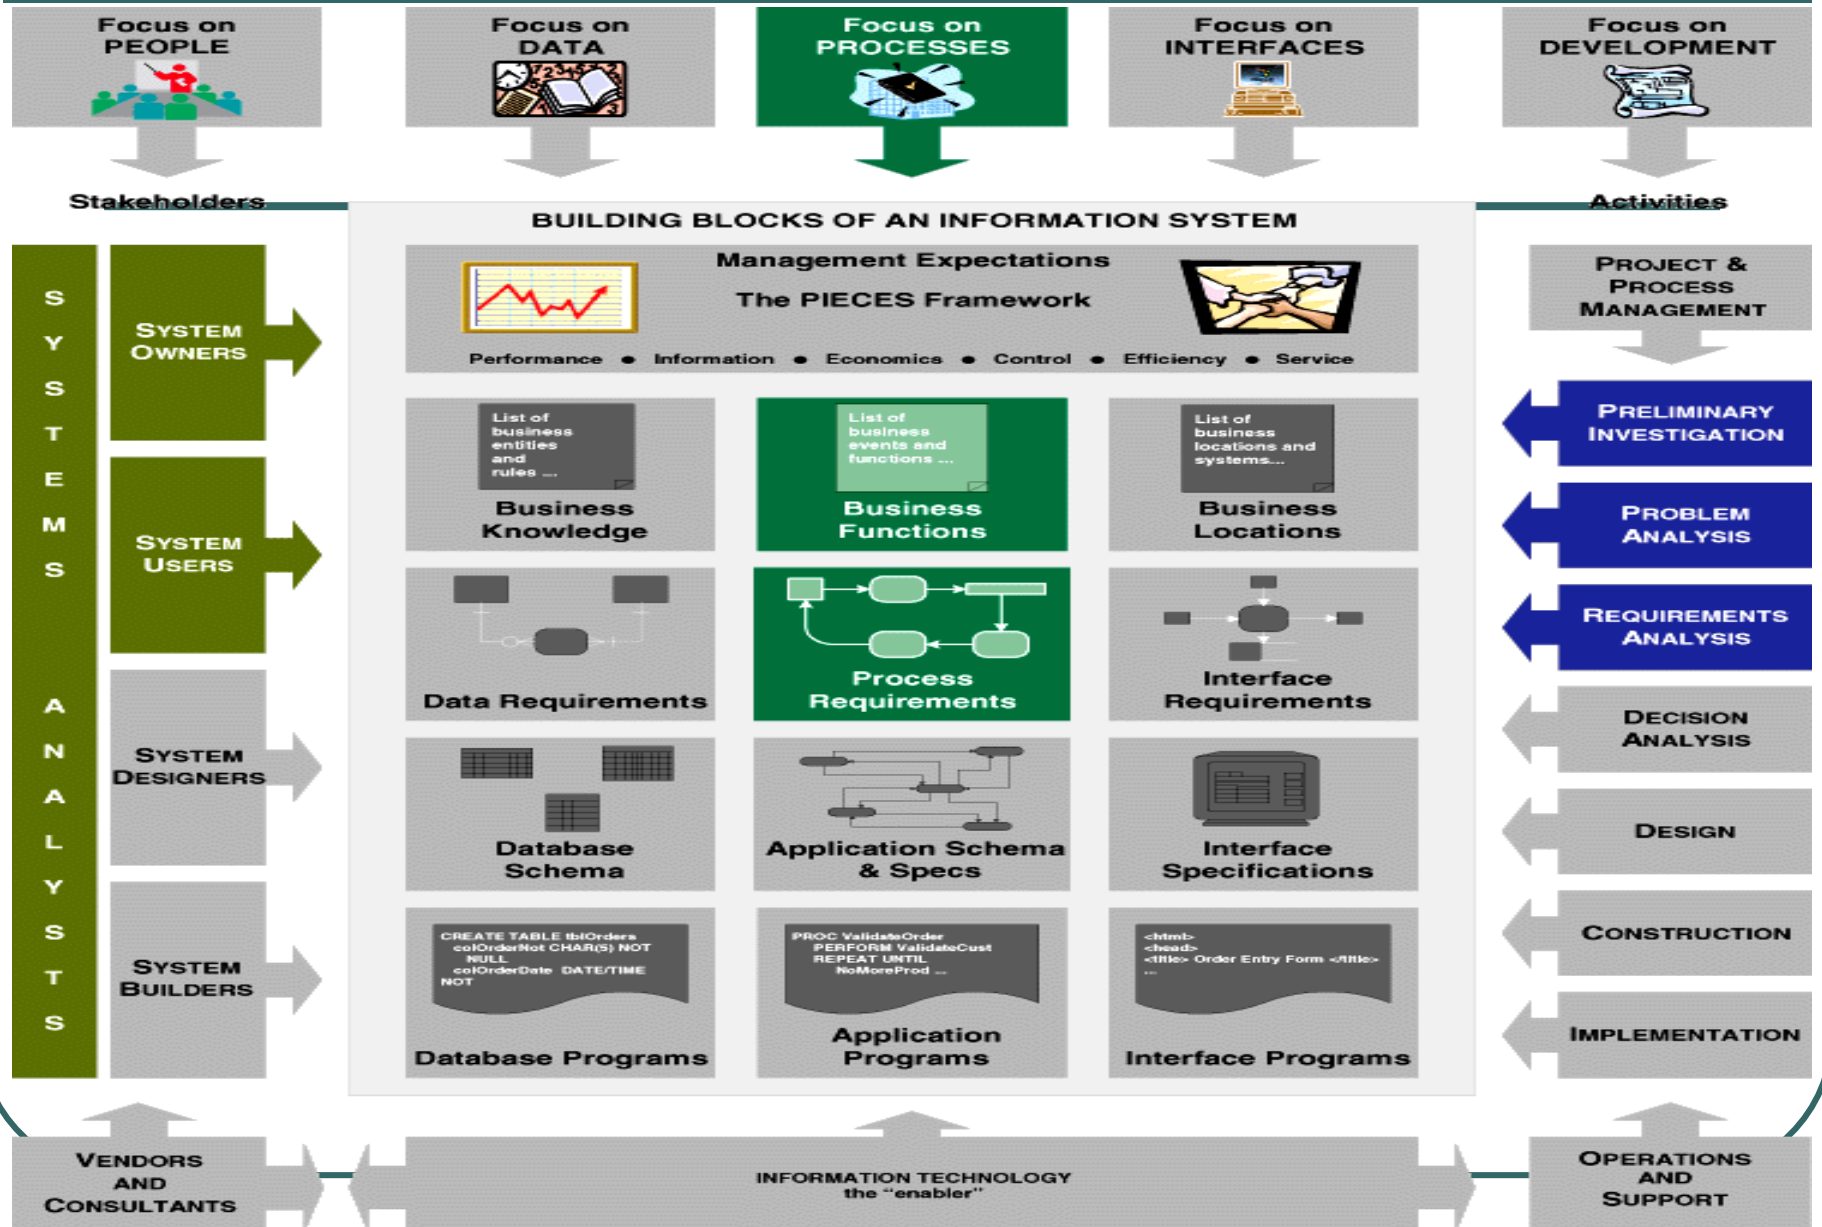 Focus on
PEOPLE
Focus on
DATA
Focus on
PROCESSES
Focus on
INTERFACES
Focus on
DEVELOPMENT
Stakeholders
Activities
BUILDING BLOCKS OF AN INFORMATION SYSTEM
Management Expectations
The PIECES Framework
Performance ● Information ● Economics ● Control ● Efficiency ● Service
SYSTEMS ANALYSTS
SYSTEM
OWNERS
SYSTEM
USERS
SYSTEM
DESIGNERS
SYSTEM
BUILDERS
List of
business
entities
and
rules ...
Business
Knowledge
List of
business
events and
functions ...
Business
Functions
List of
business
locations and
systems...
Business
Locations
Data Requirements
Process
Requirements
Interface
Requirements
Database
Schema
Application Schema
& Specs
Interface
Specifications
CREATE TABLE tblOrders
colOrderNot CHAR(5) NOT
NULL
colOrderDate DATE/TIME
NOT
Database Programs
PROC ValidateOrder
PERFORM ValidateCust
REPEAT UNTIL
NoMoreProd ...
Application
Programs
<html>
<head>
<title> Order Entry Form </title>
...
Interface Programs
PROJECT &
PROCESS
MANAGEMENT
PRELIMINARY
INVESTIGATION
PROBLEM
ANALYSIS
REQUIREMENTS
ANALYSIS
DECISION
ANALYSIS
DESIGN
CONSTRUCTION
IMPLEMENTATION
VENDORS
AND
CONSULTANTS
INFORMATION TECHNOLOGY
the "enabler"
OPERATIONS
AND
SUPPORT